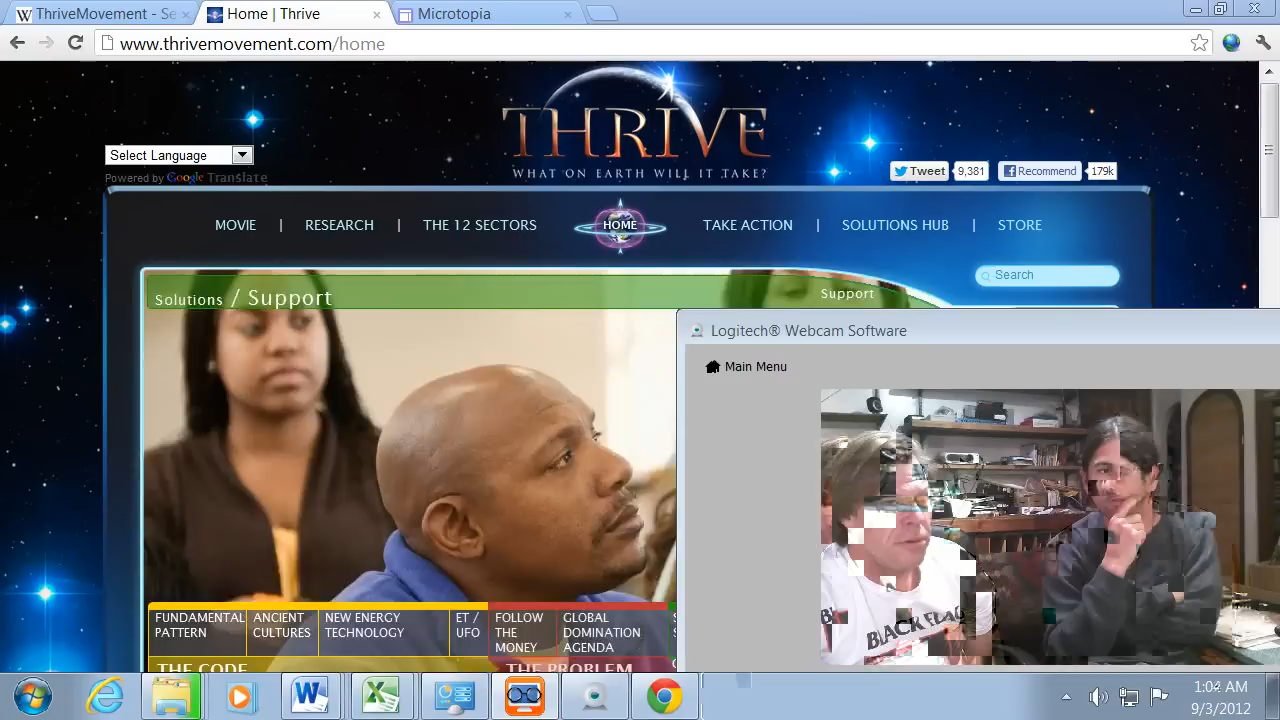 ThriveMovement - Se
Home | Thrive
Microtopia
www.thrivemovement.com/home
THRIVE
WHAT ON EARTH WILL IT TAKE?
Select Language
Powered by Google Translate
Tweet 9,381 Recommend 179k
MOVIE | RESEARCH | THE 12 SECTORS HOME TAKE ACTION | SOLUTIONS HUB | STORE
Search
Solutions / Support
Support
Logitech® Webcam Software
Main Menu
BLACK FLAG
FUNDAMENTAL PATTERN
ANCIENT CULTURES
NEW ENERGY TECHNOLOGY
ET / UFO
FOLLOW THE MONEY
GLOBAL DOMINATION AGENDA
THE CODE
THE PROBLEM
1:04 AM
9/3/2012